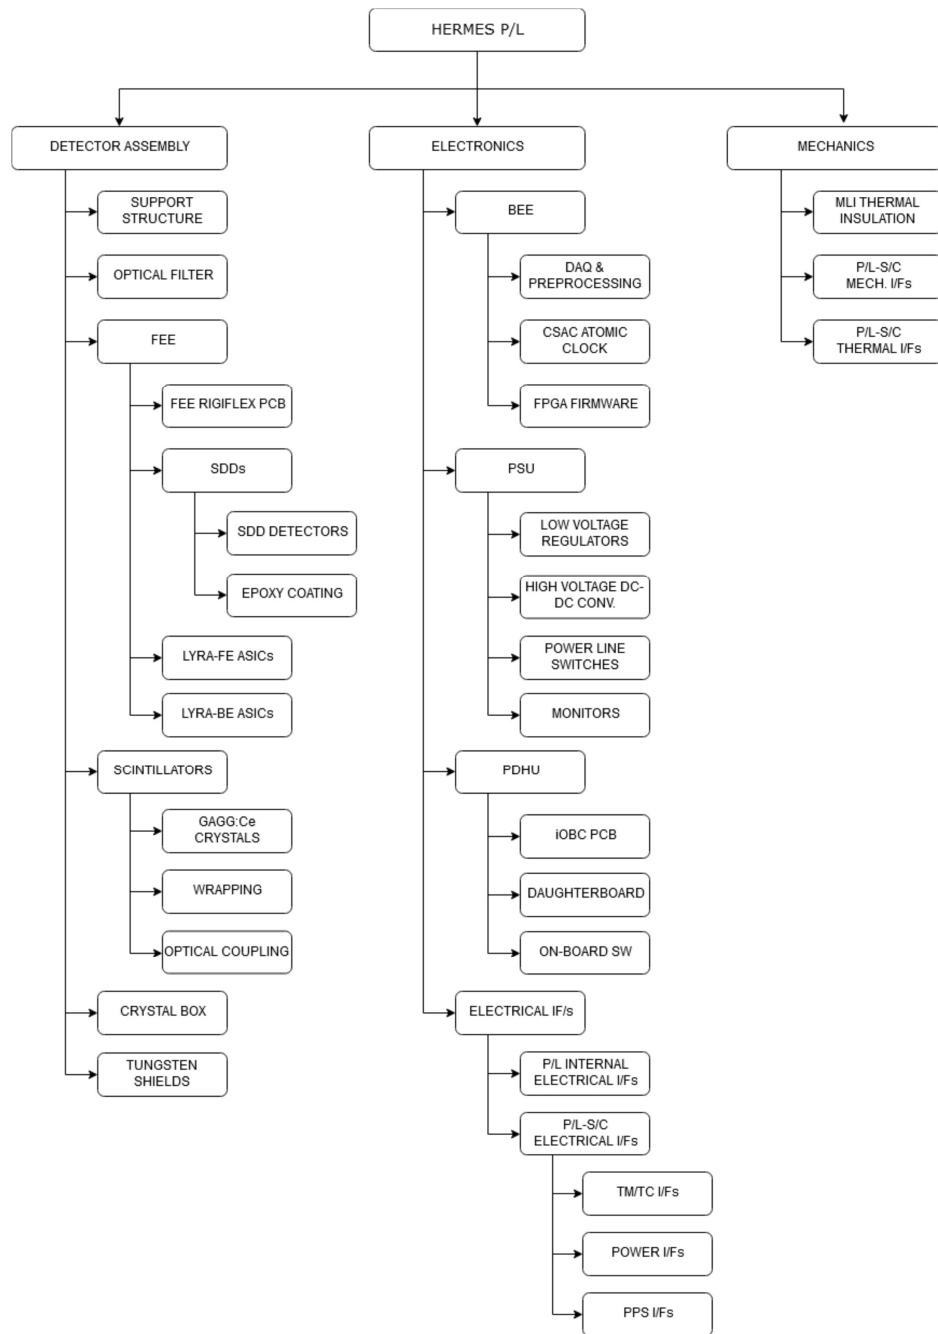 HERMES P/L
DETECTOR ASSEMBLY
SUPPORT
STRUCTURE
OPTICAL FILTER
FEE
FEE RIGIFLEX PCB
SDDs
SDD DETECTORS
EPOXY COATING
LYRA-FE ASICs
LYRA-BE ASICs
SCINTILLATORS
GAGG:Ce
CRYSTALS
WRAPPING
OPTICAL COUPLING
CRYSTAL BOX
TUNGSTEN
SHIELDS
ELECTRONICS
BEE
DAQ &
PREPROCESSING
CSAC ATOMIC
CLOCK
FPGA FIRMWARE
PSU
LOW VOLTAGE
REGULATORS
HIGH VOLTAGE DC-
DC CONV.
POWER LINE
SWITCHES
MONITORS
PDHU
iOBC PCB
DAUGHTERBOARD
ON-BOARD SW
ELECTRICAL IF/s
P/L INTERNAL
ELECTRICAL I/Fs
P/L-S/C
ELECTRICAL I/Fs
TM/TC I/Fs
POWER I/Fs
PPS I/Fs
MECHANICS
MLI THERMAL
INSULATION
P/L-S/C
MECH. I/Fs
P/L-S/C
THERMAL I/Fs